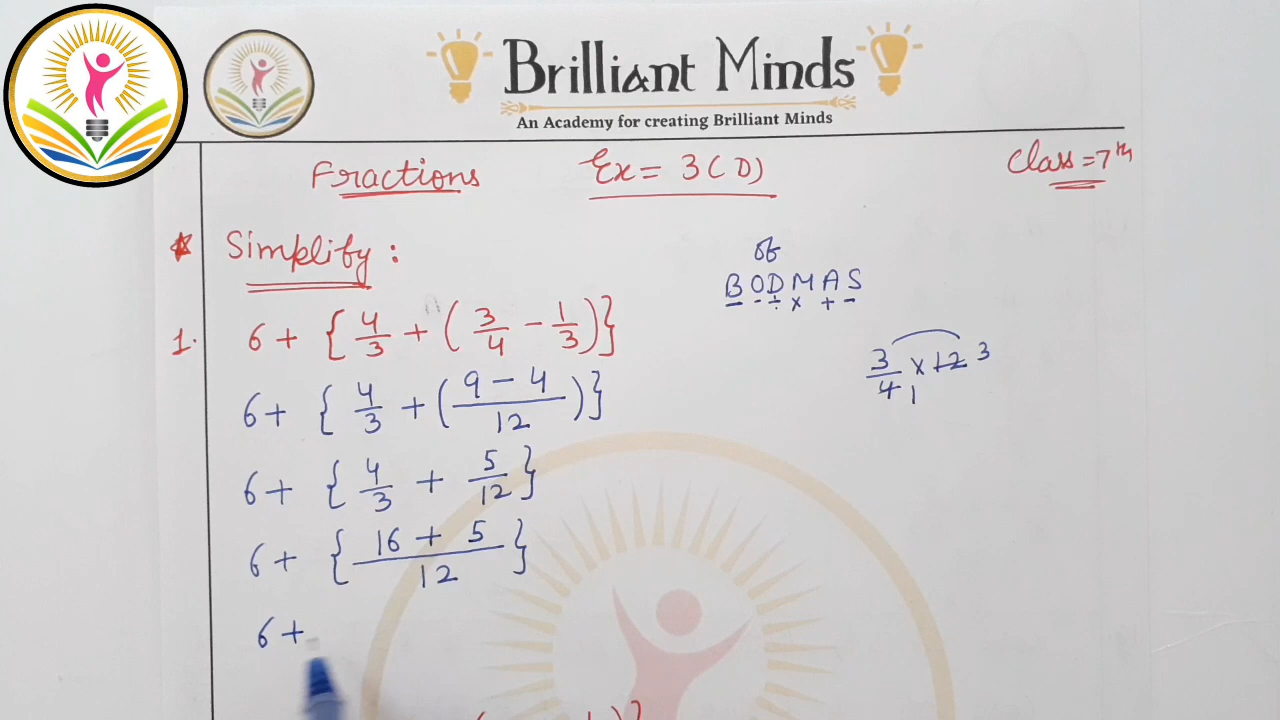 Brilliant Minds
An Academy for creating Brilliant Minds
Fractions Ex = 3(D) Class = 7th
Simplify :
of
BODMAS
- - ÷ × + -
1. 6 + { 4/3 + ( 3/4 - 1/3 ) }
3/4 × 12 3
1
6 + { 4/3 + ( 9 - 4 / 12 ) }
6 + { 4/3 + 5/12 }
6 + { 16 + 5 / 12 }
6 +